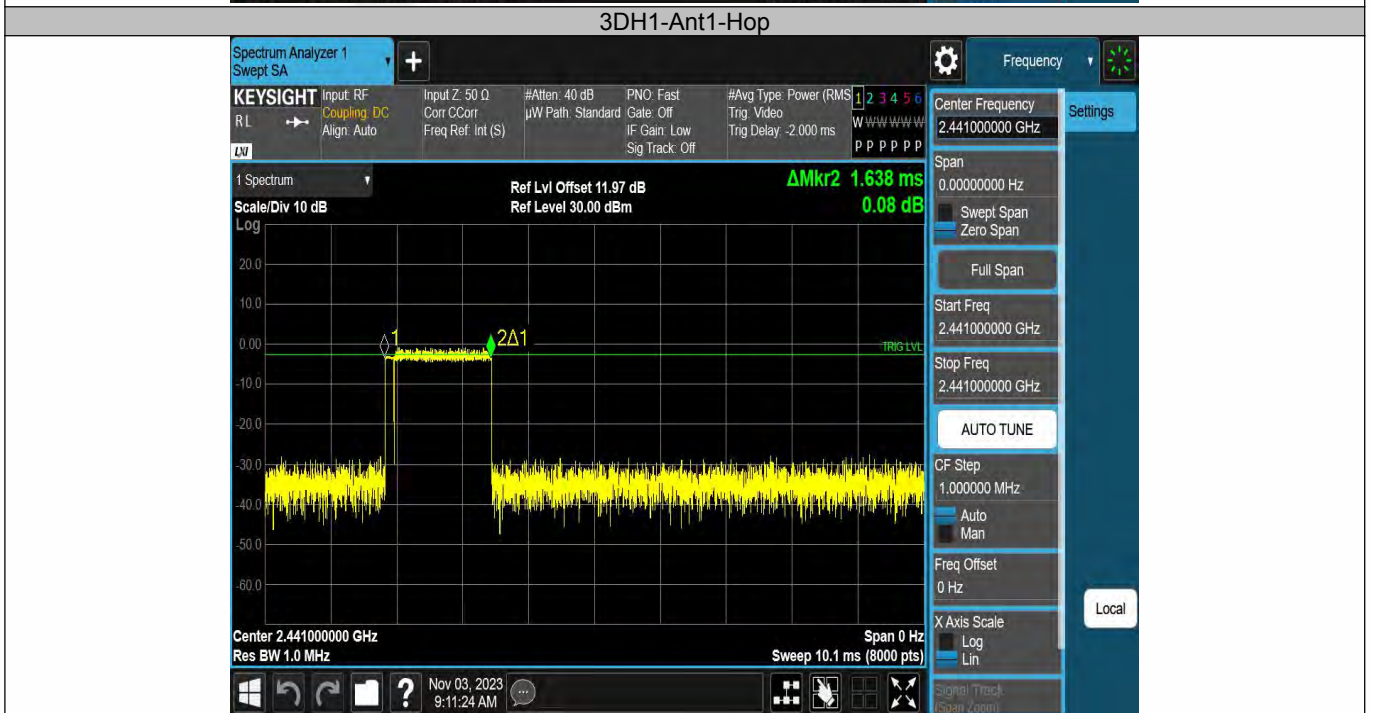 3DH1-Ant1-Hop
Spectrum Analyzer 1
Swept SA
+
Frequency
KEYSIGHT
RL
LXI
Input: RF
Coupling: DC
Align: Auto
Input Z: 50 Ω
Corr CCorr
Freq Ref: Int (S)
#Atten: 40 dB
µW Path: Standard
PNO: Fast
Gate: Off
IF Gain: Low
Sig Track: Off
#Avg Type: Power (RMS
Trig: Video
Trig Delay: -2.000 ms
1 2 3 4 5 6
W W W W W W
P P P P P P
1 Spectrum
Scale/Div 10 dB
Log
Ref Lvl Offset 11.97 dB
Ref Level 30.00 dBm
ΔMkr2 1.638 ms
0.08 dB
20.0
10.0
0.00
-10.0
-20.0
-30.0
-40.0
-50.0
-60.0
1
2Δ1
TRIG LVL
Center 2.441000000 GHz
Res BW 1.0 MHz
Span 0 Hz
Sweep 10.1 ms (8000 pts)
Center Frequency
2.441000000 GHz
Settings
Span
0.00000000 Hz
Swept Span
Zero Span
Full Span
Start Freq
2.441000000 GHz
Stop Freq
2.441000000 GHz
AUTO TUNE
CF Step
1.000000 MHz
Auto
Man
Freq Offset
0 Hz
X Axis Scale
Log
Lin
Signal Track
(Span Zoom)
Local
?
Nov 03, 2023
9:11:24 AM